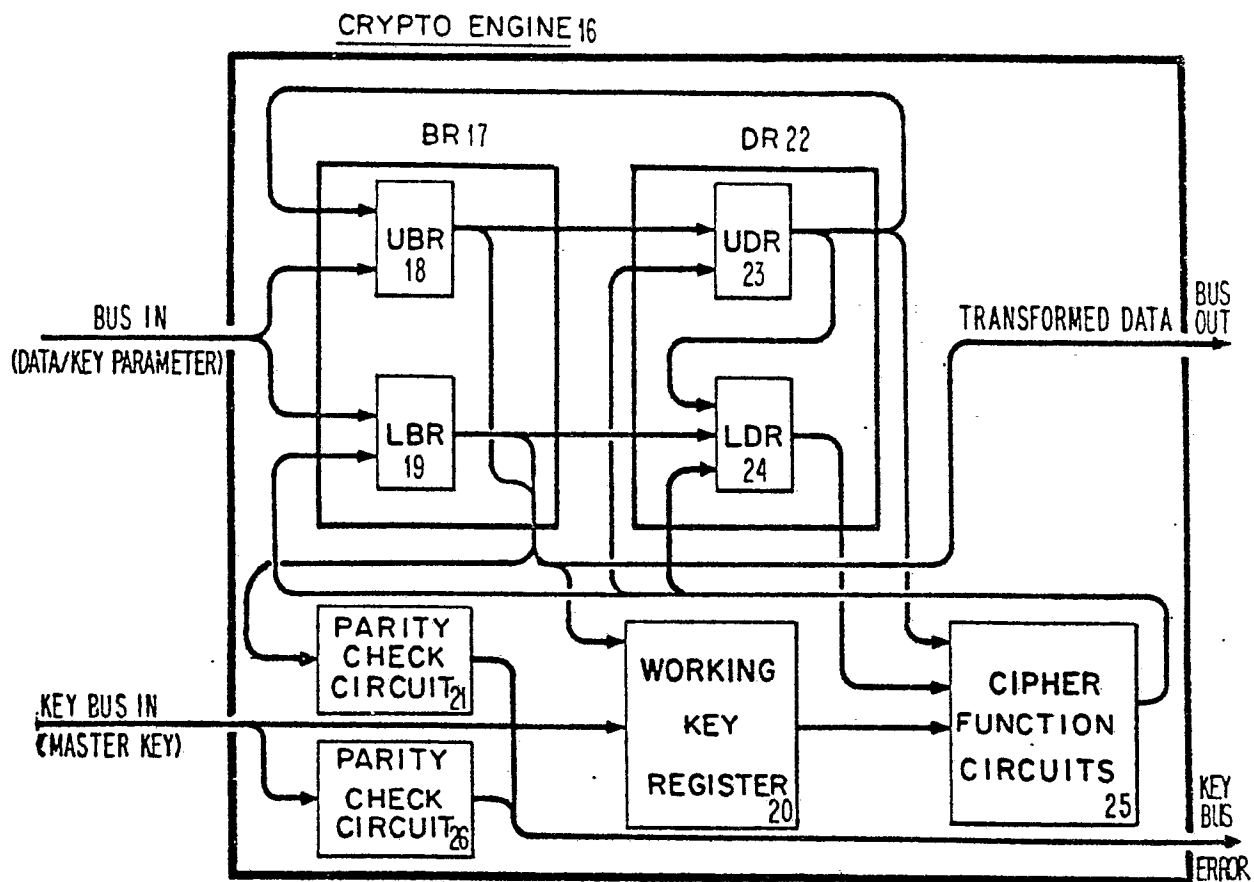 CRYPTO ENGINE 16
BR 17
DR 22
UBR
18
UDR
23
BUS IN
(DATA/KEY PARAMETER)
TRANSFORMED DATA
BUS
OUT
LBR
19
LDR
24
PARITY
CHECK
CIRCUIT 21
WORKING
KEY
REGISTER
20
CIPHER
FUNCTION
CIRCUITS
25
KEY BUS IN
(MASTER KEY)
PARITY
CHECK
CIRCUIT 26
KEY
BUS
ERROR